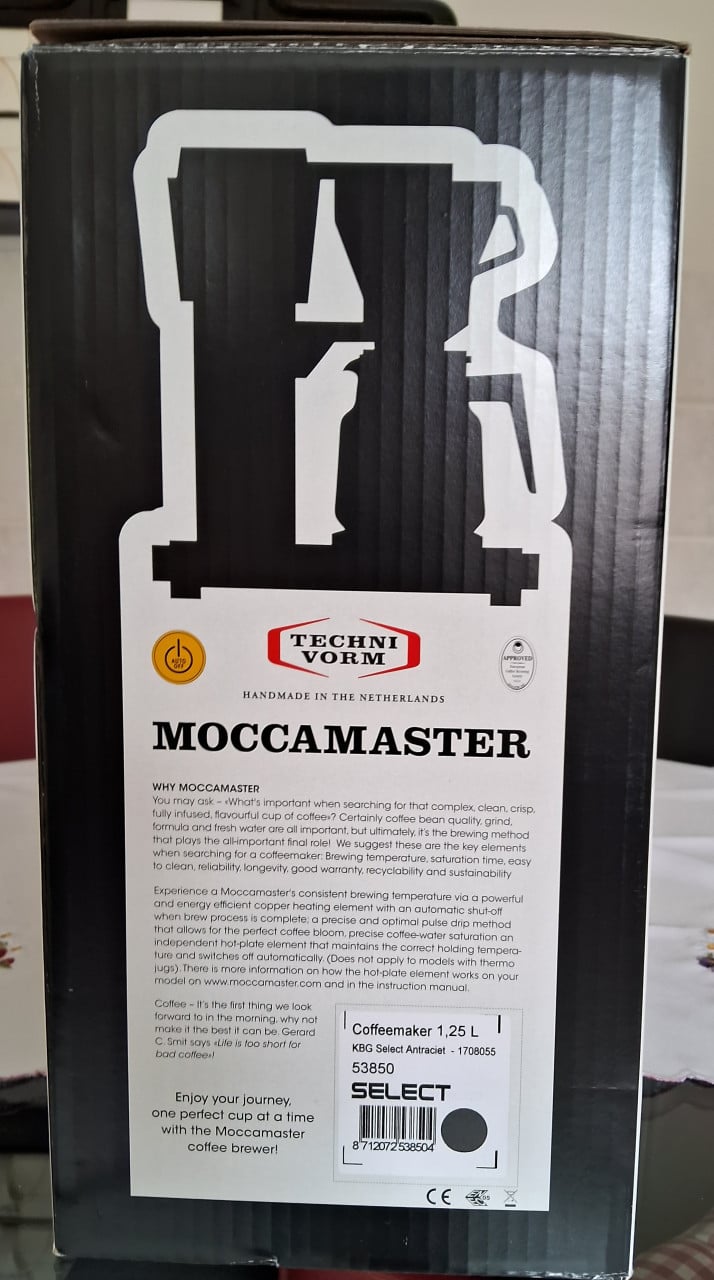 AUTO
OFF
TECHNI
VORM
APPROVED
HANDMADE IN THE NETHERLANDS
MOCCAMASTER
WHY MOCCAMASTER
You may ask – «What's important when searching for that complex, clean, crisp,
fully infused, flavourful cup of coffee»? Certainly coffee bean quality, grind,
formula and fresh water are all important, but ultimately, it's the brewing method
that plays the all-important final role! We suggest these are the key elements
when searching for a coffeemaker: Brewing temperature, saturation time, easy
to clean, reliability, longevity, good warranty, recyclability and sustainability
Experience a Moccamaster's consistent brewing temperature via a powerful
and energy efficient copper heating element with an automatic shut-off
when brew process is complete; a precise and optimal pulse drip method
that allows for the perfect coffee bloom, precise coffee-water saturation an
independent hot-plate element that maintains the correct holding tempera-
ture and switches off automatically. (Does not apply to models with thermo
jugs). There is more information on how the hot-plate element works on your
model on www.moccamaster.com and in the instruction manual.
Coffee – It's the first thing we look
forward to in the morning, why not
make it the best it can be. Gerard
C. Smit says «Life is too short for
bad coffee»!
Enjoy your journey,
one perfect cup at a time
with the Moccamaster
coffee brewer!
Coffeemaker 1,25 L
KBG Select Antraciet - 1708055
53850
SELECT
8 712072 538504
CE